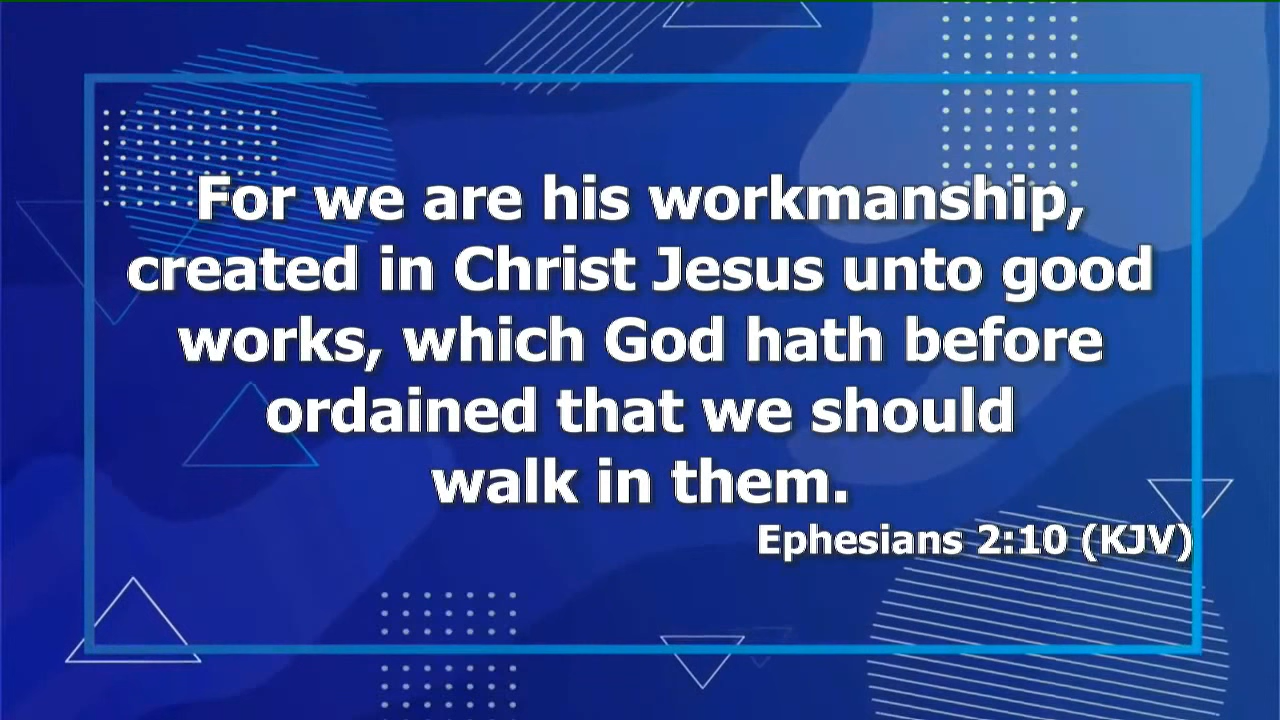 For we are his workmanship,
created in Christ Jesus unto good
works, which God hath before
ordained that we should
walk in them.
Ephesians 2:10 (KJV)